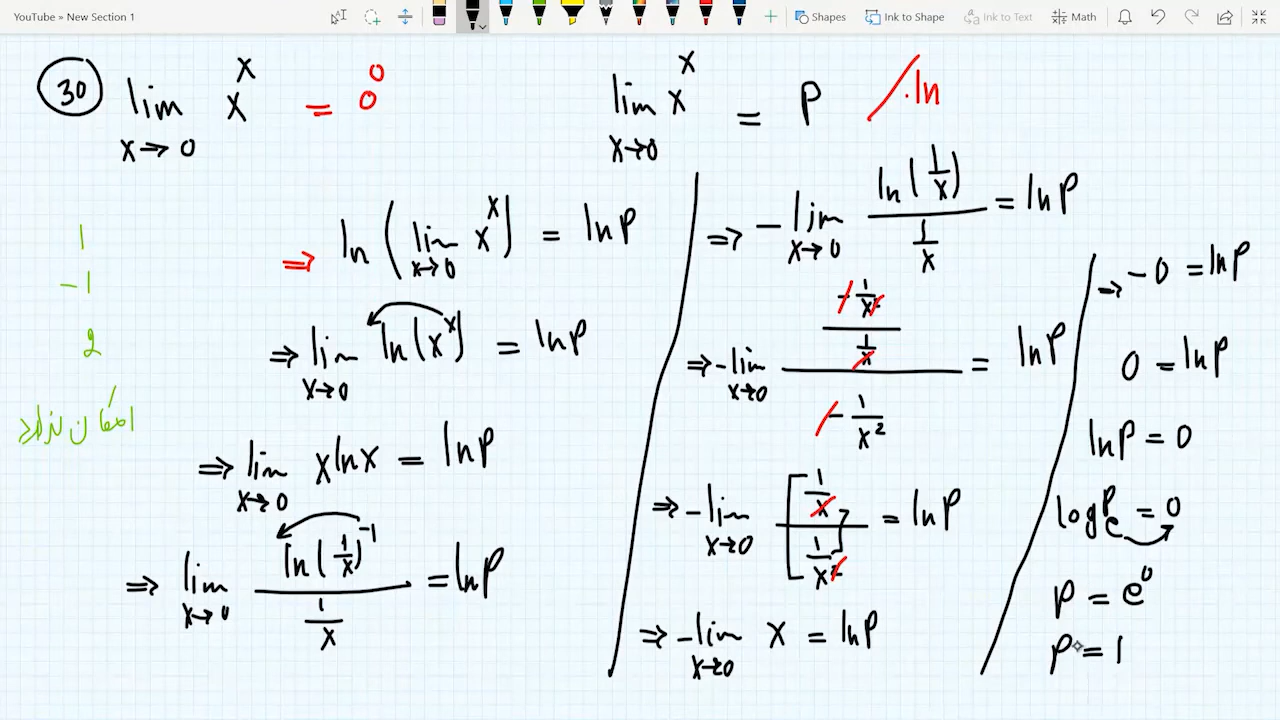 YouTube » New Section 1
Shapes
Ink to Shape
Ink to Text
Math
30
lim x→0 x^x = 0^0
1
-1
2
امکان ندارد
⇒ ln(lim x→0 x^x) = ln P
⇒ lim x→0 ln(x^x) = ln P
⇒ lim x→0 x ln x = ln P
⇒ lim x→0 ln(1/x)^-1 / (1/x) = ln P
lim x→0 x^x = P /.ln
⇒ - lim x→0 ln(1/x) / (1/x) = ln P
⇒ - lim x→0 ((-1/x^2) / (1/x)) / (-1/x^2) = ln P
⇒ - lim x→0 [(1/x) / (1/x^2)] = ln P
⇒ - lim x→0 x = ln P
→ -0 = ln P
0 = ln P
ln P = 0
log_e^P = 0
P = e^0
P = 1